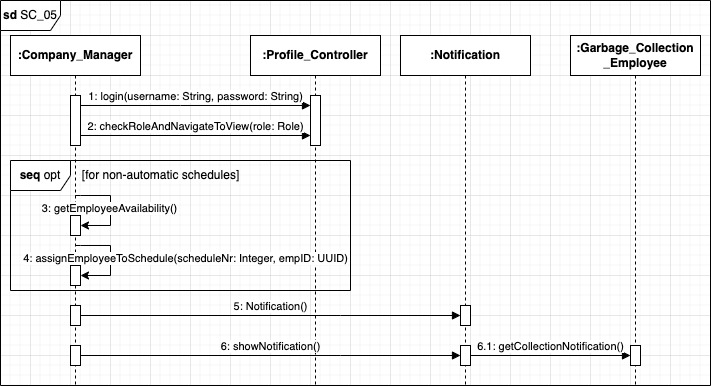 sd SC_05
:Company_Manager
:Profile_Controller
:Notification
:Garbage_Collection
_Employee
1: login(username: String, password: String)
2: checkRoleAndNavigateToView(role: Role)
seq opt
[for non-automatic schedules]
3: getEmployeeAvailability()
4: assignEmployeeToSchedule(scheduleNr: Integer, empID: UUID)
5: Notification()
6: showNotification()
6.1: getCollectionNotification()